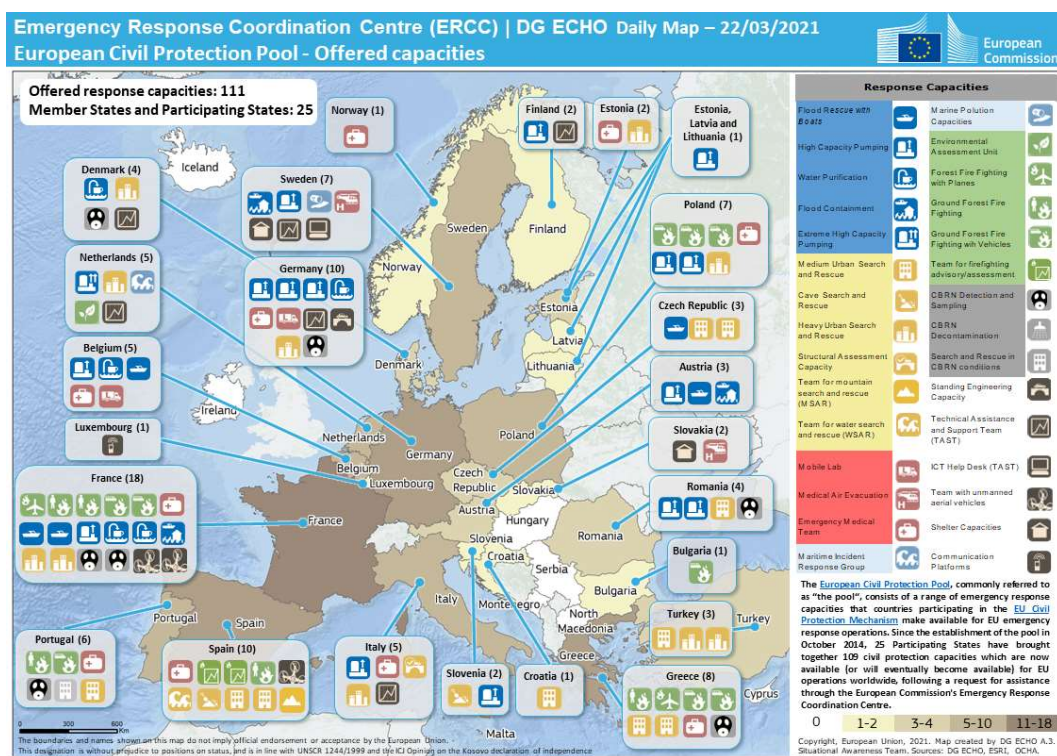 Emergency Response Coordination Centre (ERCC) | DG ECHO Daily Map – 22/03/2021
European Civil Protection Pool - Offered capacities
European
Commission
Offered response capacities: 111
Member States and Participating States: 25
Norway (1)
Finland (2)
Estonia (2)
Estonia,
Latvia and
Lithuania (1)
Iceland
Denmark (4)
Sweden (7)
Poland (7)
Netherlands (5)
Germany (10)
Czech Republic (3)
Belgium (5)
Austria (3)
Luxembourg (1)
Slovakia (2)
France (18)
Romania (4)
Bulgaria (1)
Turkey (3)
Portugal (6)
Spain (10)
Italy (5)
Slovenia (2)
Croatia (1)
Greece (8)
Sweden
Finland
Norway
Estonia
Latvia
Lithuania
Denmark
Ireland
Netherlands
Germany
Poland
Belgium
Luxembourg
Czech
Republic
Slovakia
Austria
Hungary
France
Slovenia
Croatia
Romania
Serbia
Montenegro
Bulgaria
Italy
North
Macedonia
Turkey
Greece
Portugal
Spain
Malta
Cyprus
0 300 600
Km
The boundaries and names shown on this map do not imply official endorsement or acceptance by the European Union.
This designation is without prejudice to positions on status, and is in line with UNSCR 1244/1999 and the ICJ Opinion on the Kosovo declaration of independence
Response Capacities
Flood Rescue with
Boats
High Capacity Pumping
Water Purification
Flood Containment
Extreme High Capacity
Pumping
Medium Urban Search
and Rescue
Cave Search and
Rescue
Heavy Urban Search
and Rescue
Structural Assessment
Capacity
Team for mountain
search and rescue
(MSAR)
Team for water search
and rescue (WSAR)
Mobile Lab
Medical Air Evacuation
Emergency Medical
Team
Maritime Incident
Response Group
Marine Polution
Capacities
Environmental
Assessment Unit
Forest Fire Fighting
with Planes
Ground Forest Fire
Fighting
Ground Forest Fire
Fighting wih Vehicles
Team for firefighting
advisory/assessment
CBRN Detection and
Sampling
CBRN
Decontamination
Search and Rescue in
CBRN conditions
Standing Engineering
Capacity
Technical Assistance
and Support Team
(TAST)
ICT Help Desk (TAST)
Team with unmanned
aerial vehicles
Shelter Capacities
Communication
Platforms
The European Civil Protection Pool, commonly referred to
as "the pool", consists of a range of emergency response
capacities that countries participating in the EU Civil
Protection Mechanism make available for EU emergency
response operations. Since the establishment of the pool in
October 2014, 25 Participating States have brought
together 109 civil protection capacities which are now
available (or will eventually become available) for EU
operations worldwide, following a request for assistance
through the European Commission's Emergency Response
Coordination Centre.
0 1-2 3-4 5-10 11-18
Copyright, European Union, 2021. Map created by DG ECHO A.3
Situational Awareness Team. Sources: DG ECHO, ESRI, OCHA.